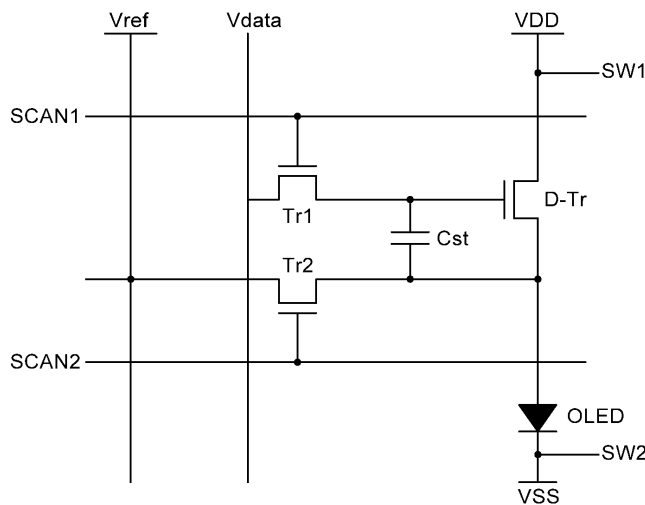 Vref
Vdata
VDD
SW1
SCAN1
Tr1
D-Tr
Cst
Tr2
SCAN2
OLED
SW2
VSS